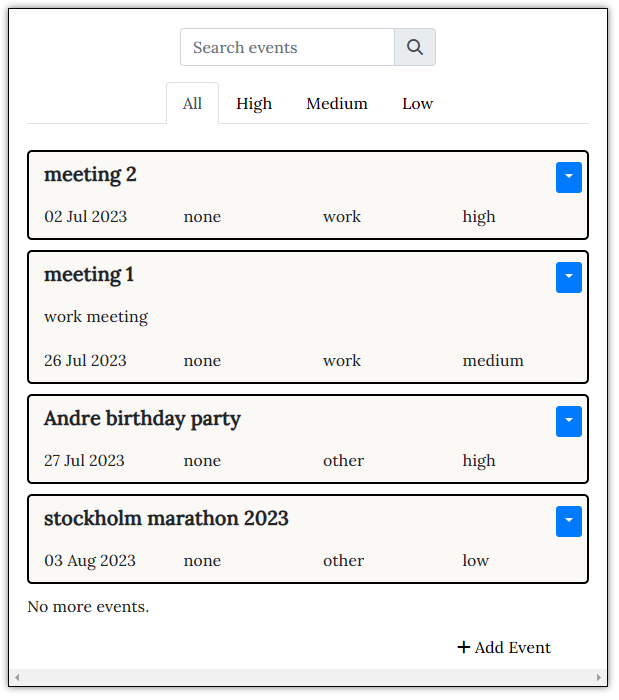 Search events
All High Medium Low
meeting 2
02 Jul 2023 none work high
meeting 1
work meeting
26 Jul 2023 none work medium
Andre birthday party
27 Jul 2023 none other high
stockholm marathon 2023
03 Aug 2023 none other low
No more events.
Add Event